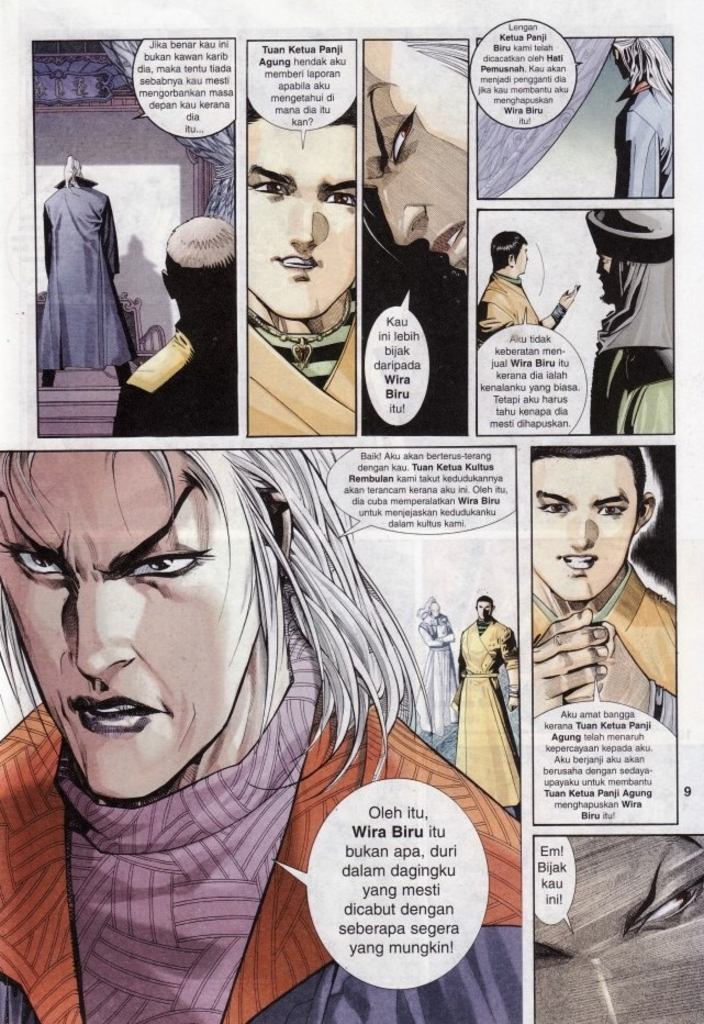 Jika benar kau ini
bukan kawan karib
dia, maka tentu tiada
sebabnya kau mesti
mengorbankan masa
depan kau kerana
dia
itu...
Tuan Ketua Panji
Agung hendak aku
memberi laporan
apabila aku
mengetahui di
mana dia itu
kan?
Kau
ini lebih
bijak
daripada
Wira
Biru
itu!
Lengan
Ketua Panji
Biru kami telah
dicacatkan oleh Hati
Pemusnah. Kau akan
menjadi pengganti dia
jika kau membantu aku
menghapuskan
Wira Biru
itu!
Aku tidak
keberatan men-
jual Wira Biru itu
kerana dia ialah
kenalanku yang biasa.
Tetapi aku harus
tahu kenapa dia
mesti dihapuskan.
Baik! Aku akan berterus-terang
dengan kau. Tuan Ketua Kultus
Rembulan kami takut kedudukannya
akan terancam kerana aku ini. Oleh itu,
dia cuba memperalatkan Wira Biru
untuk menjejaskan kedudukanku
dalam kultus kami.
Oleh itu,
Wira Biru itu
bukan apa, duri
dalam dagingku
yang mesti
dicabut dengan
seberapa segera
yang mungkin!
Aku amat bangga
kerana Tuan Ketua Panji
Agung telah menaruh
kepercayaan kepada aku.
Aku berjanji aku akan
berusaha dengan sedaya-
upayaku untuk membantu
Tuan Ketua Panji Agung
menghapuskan Wira
Biru itu!
Em!
Bijak
kau
ini!
9